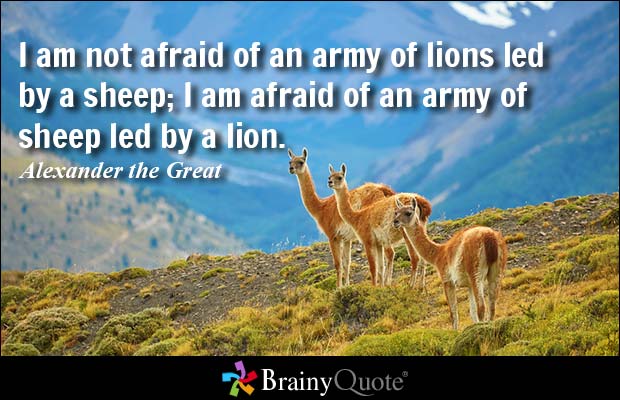 I am not afraid of an army of lions led
by a sheep; I am afraid of an army of
sheep led by a lion.
Alexander the Great
BrainyQuote®